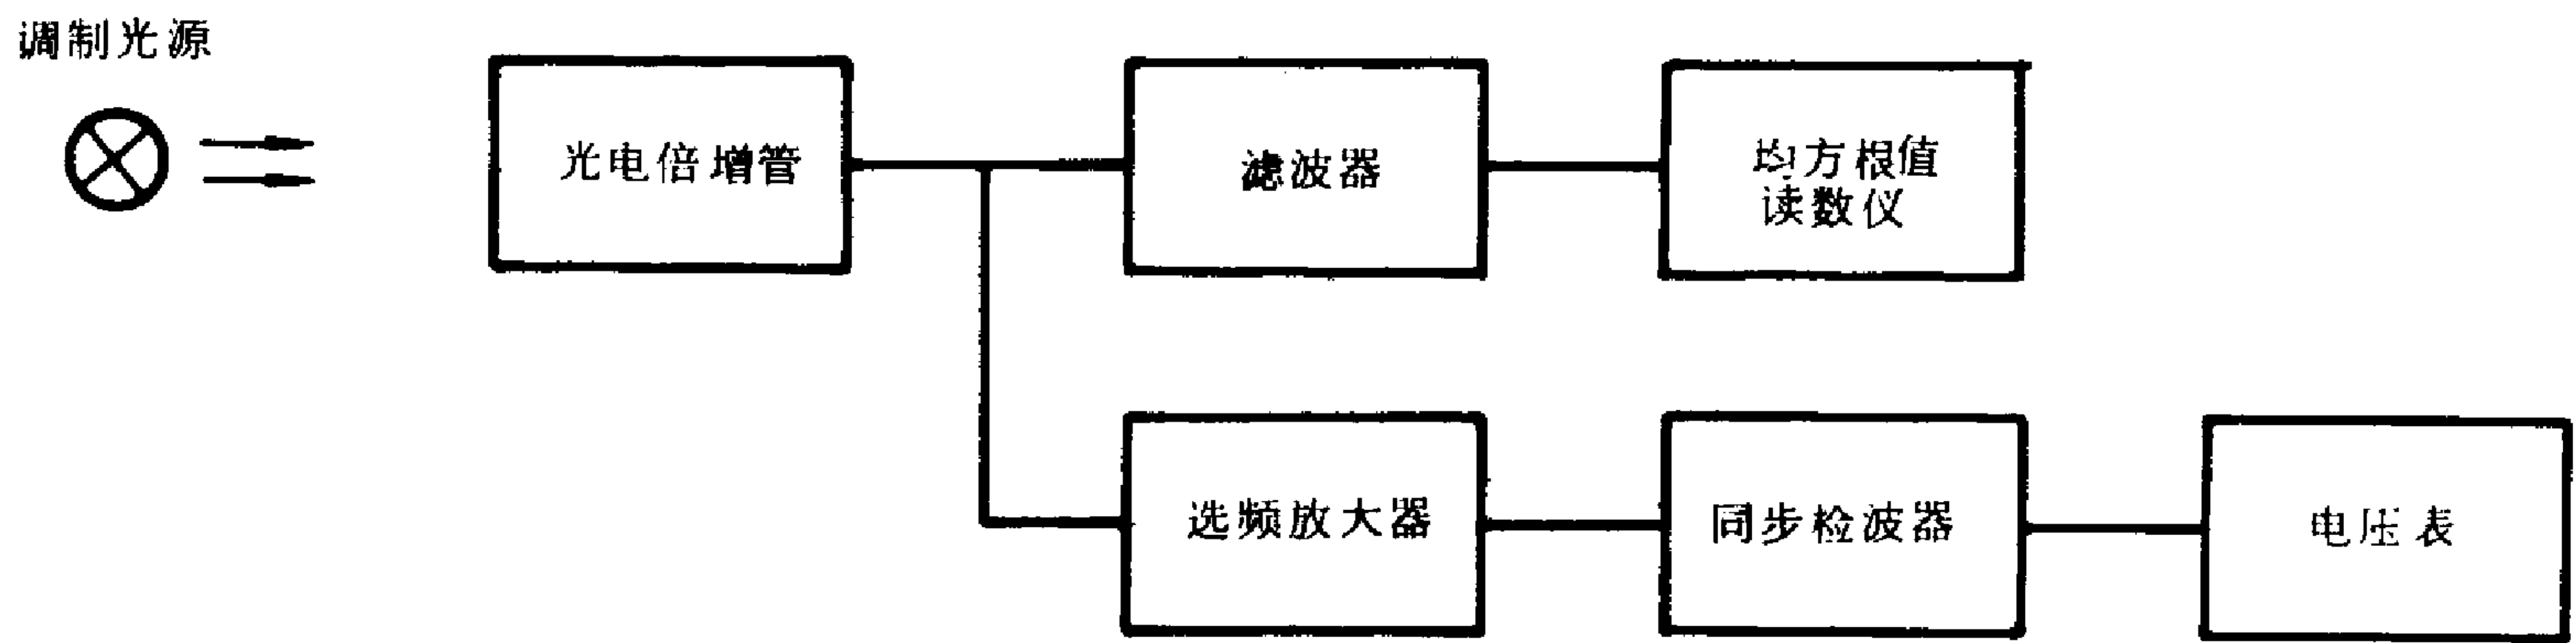 调制光源
光电倍增管
滤波器
均方根值
读数仪
选频放大器
同步检波器
电压表